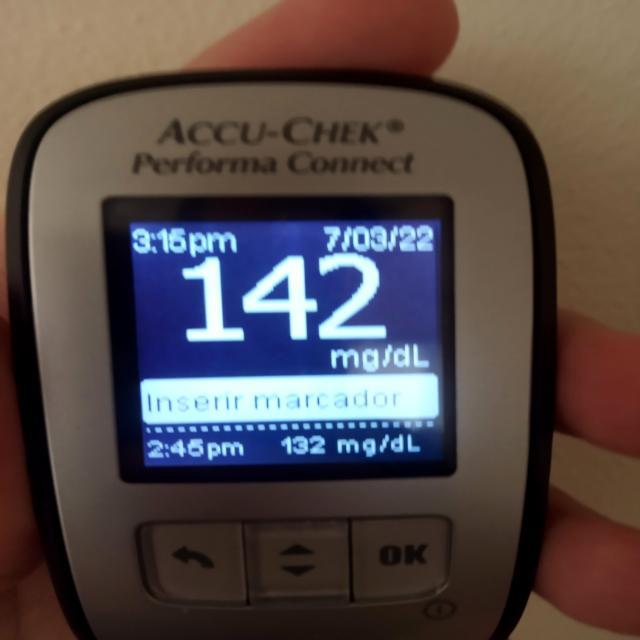 ACCU-CHEK®
Performa Connect
3:15pm 7/03/22
142
mg/dL
Inserir marcador
2:45pm 132 mg/dL
OK